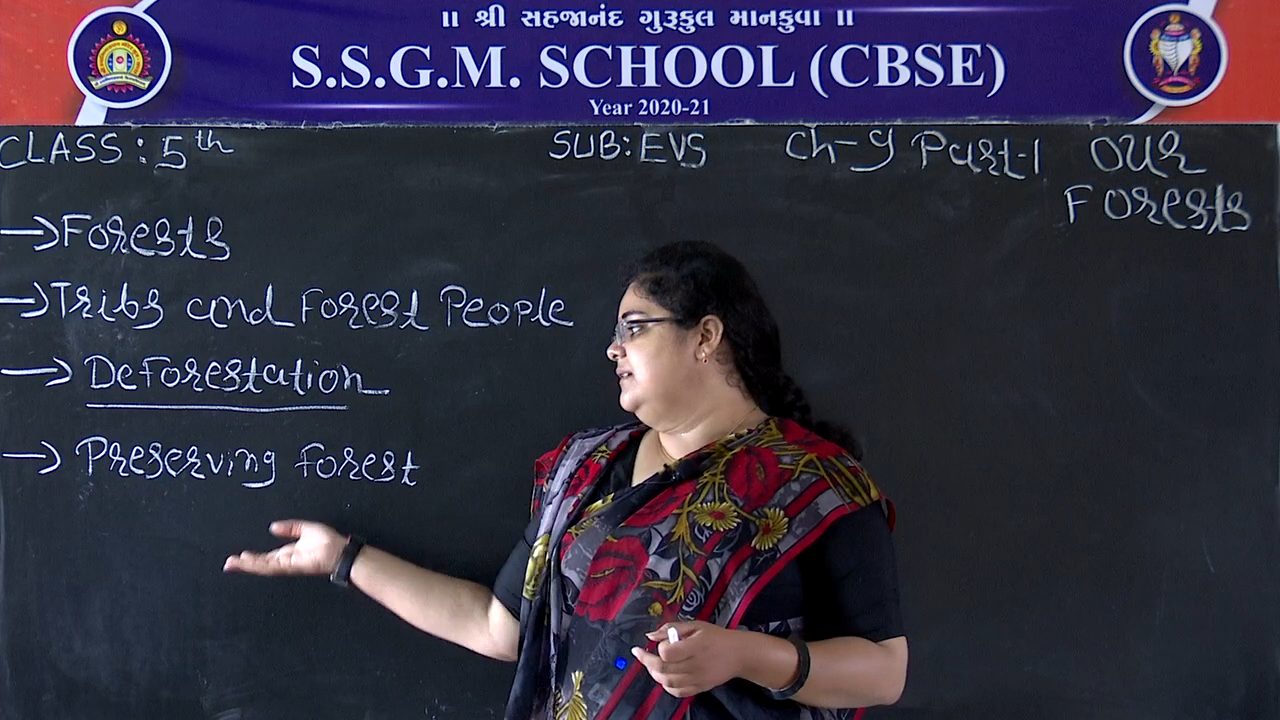 ॥ શ્રી સહજાનંદ ગુરૂકુલ માનકુવા ॥
S.S.G.M. SCHOOL (CBSE)
Year 2020-21
CLASS: 5th SUB: EVS Ch-9 Part-1 OUR
Forests
→Forests
→Tribs and Forest People
→ Deforestation
→ Preserving forest